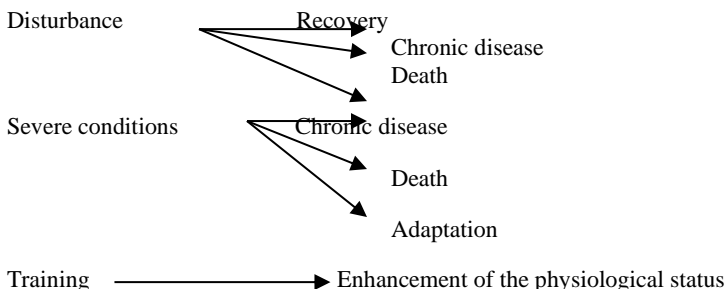 Disturbance Recovery
Chronic disease
Death
Severe conditions Chronic disease
Death
Adaptation
Training Enhancement of the physiological status